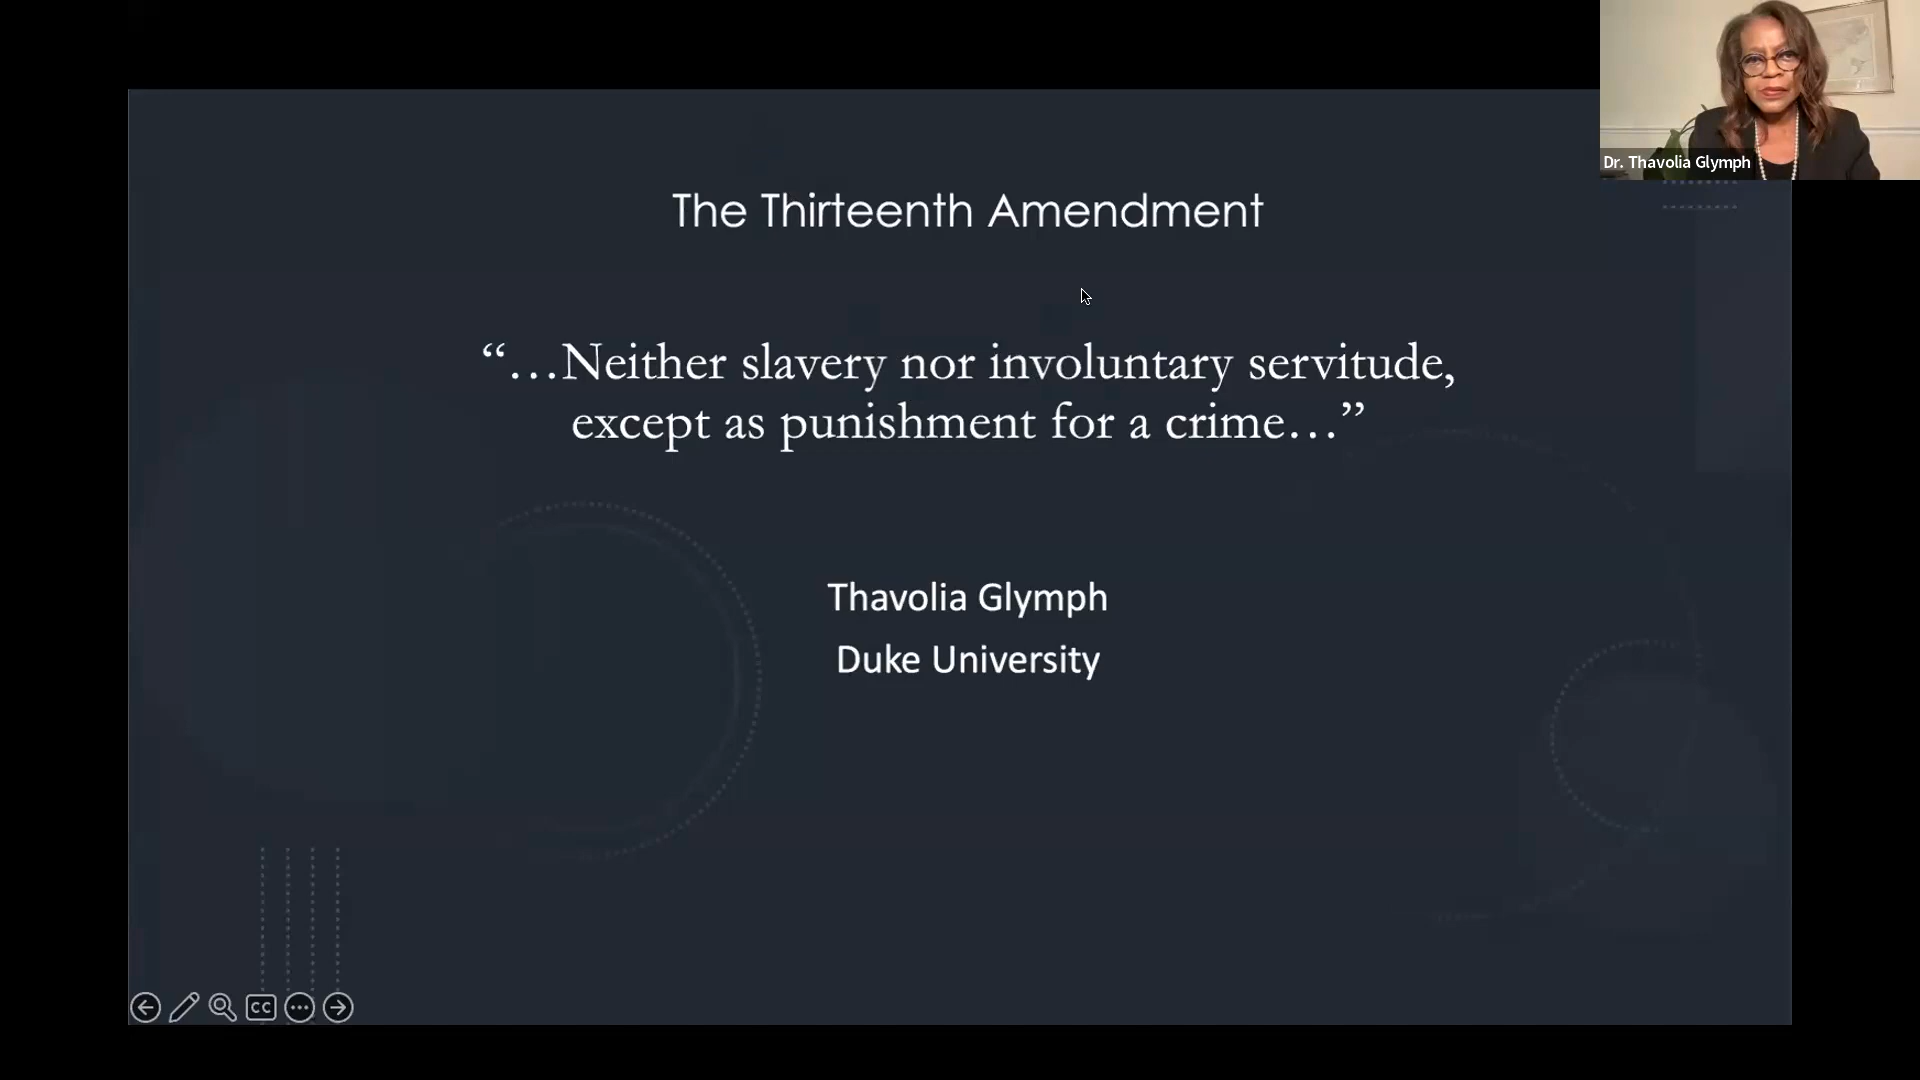 Dr. Thavolia Glymph
The Thirteenth Amendment
“…Neither slavery nor involuntary servitude,
except as punishment for a crime…”
Thavolia Glymph
Duke University
CC